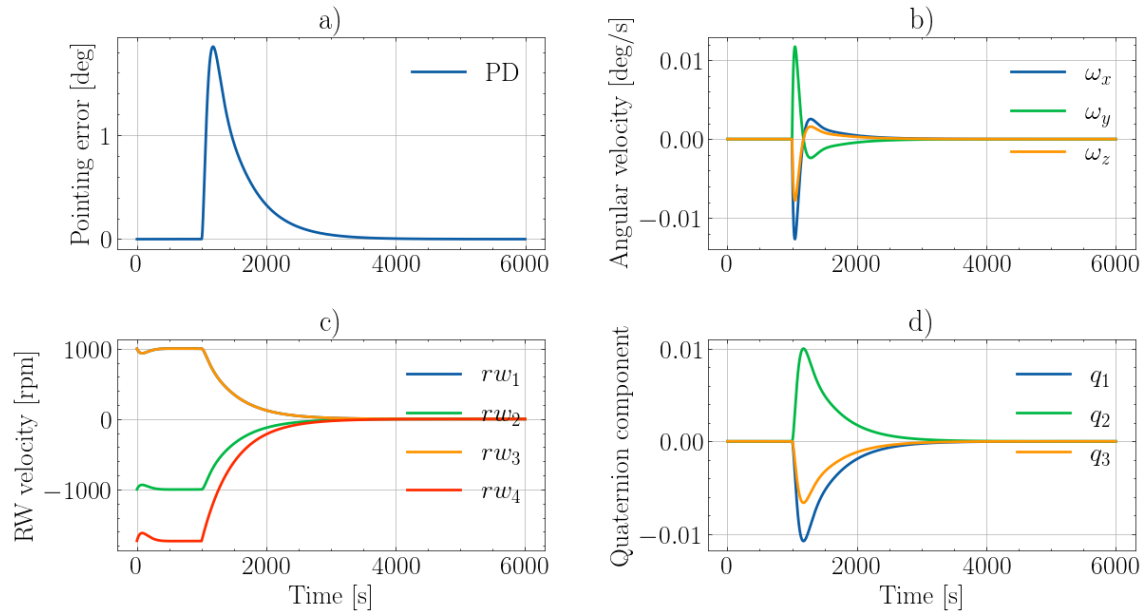 a)
Pointing error [deg]
1
0
PD
0 2000 4000 6000
b)
Angular velocity [deg/s]
0.01
0.00
−0.01
ω_x
ω_y
ω_z
0 2000 4000 6000
c)
RW velocity [rpm]
1000
0
−1000
rw_1
rw_2
rw_3
rw_4
0 2000 4000 6000
Time [s]
d)
Quaternion component
0.01
0.00
−0.01
q_1
q_2
q_3
0 2000 4000 6000
Time [s]